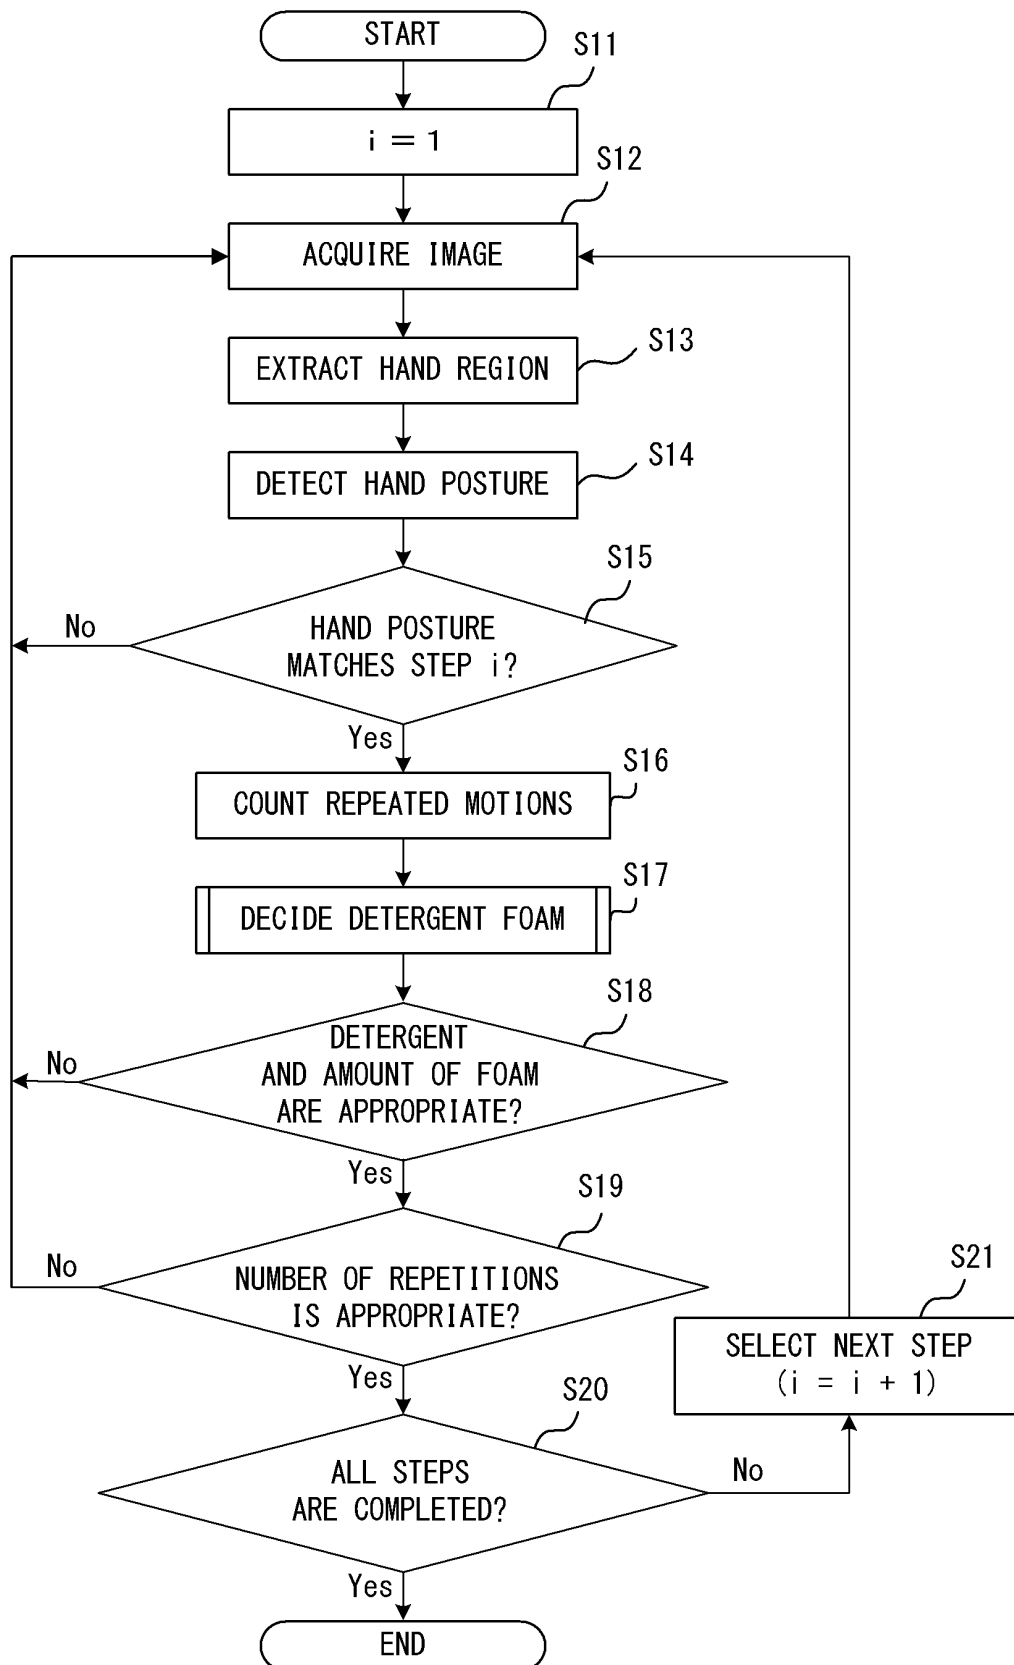 START
S11
i = 1
S12
ACQUIRE IMAGE
S13
EXTRACT HAND REGION
S14
DETECT HAND POSTURE
S15
HAND POSTURE
MATCHES STEP i?
No
Yes
S16
COUNT REPEATED MOTIONS
S17
DECIDE DETERGENT FOAM
S18
DETERGENT
AND AMOUNT OF FOAM
ARE APPROPRIATE?
No
Yes
S19
NUMBER OF REPETITIONS
IS APPROPRIATE?
No
Yes
S21
SELECT NEXT STEP
(i = i + 1)
S20
ALL STEPS
ARE COMPLETED?
No
Yes
END